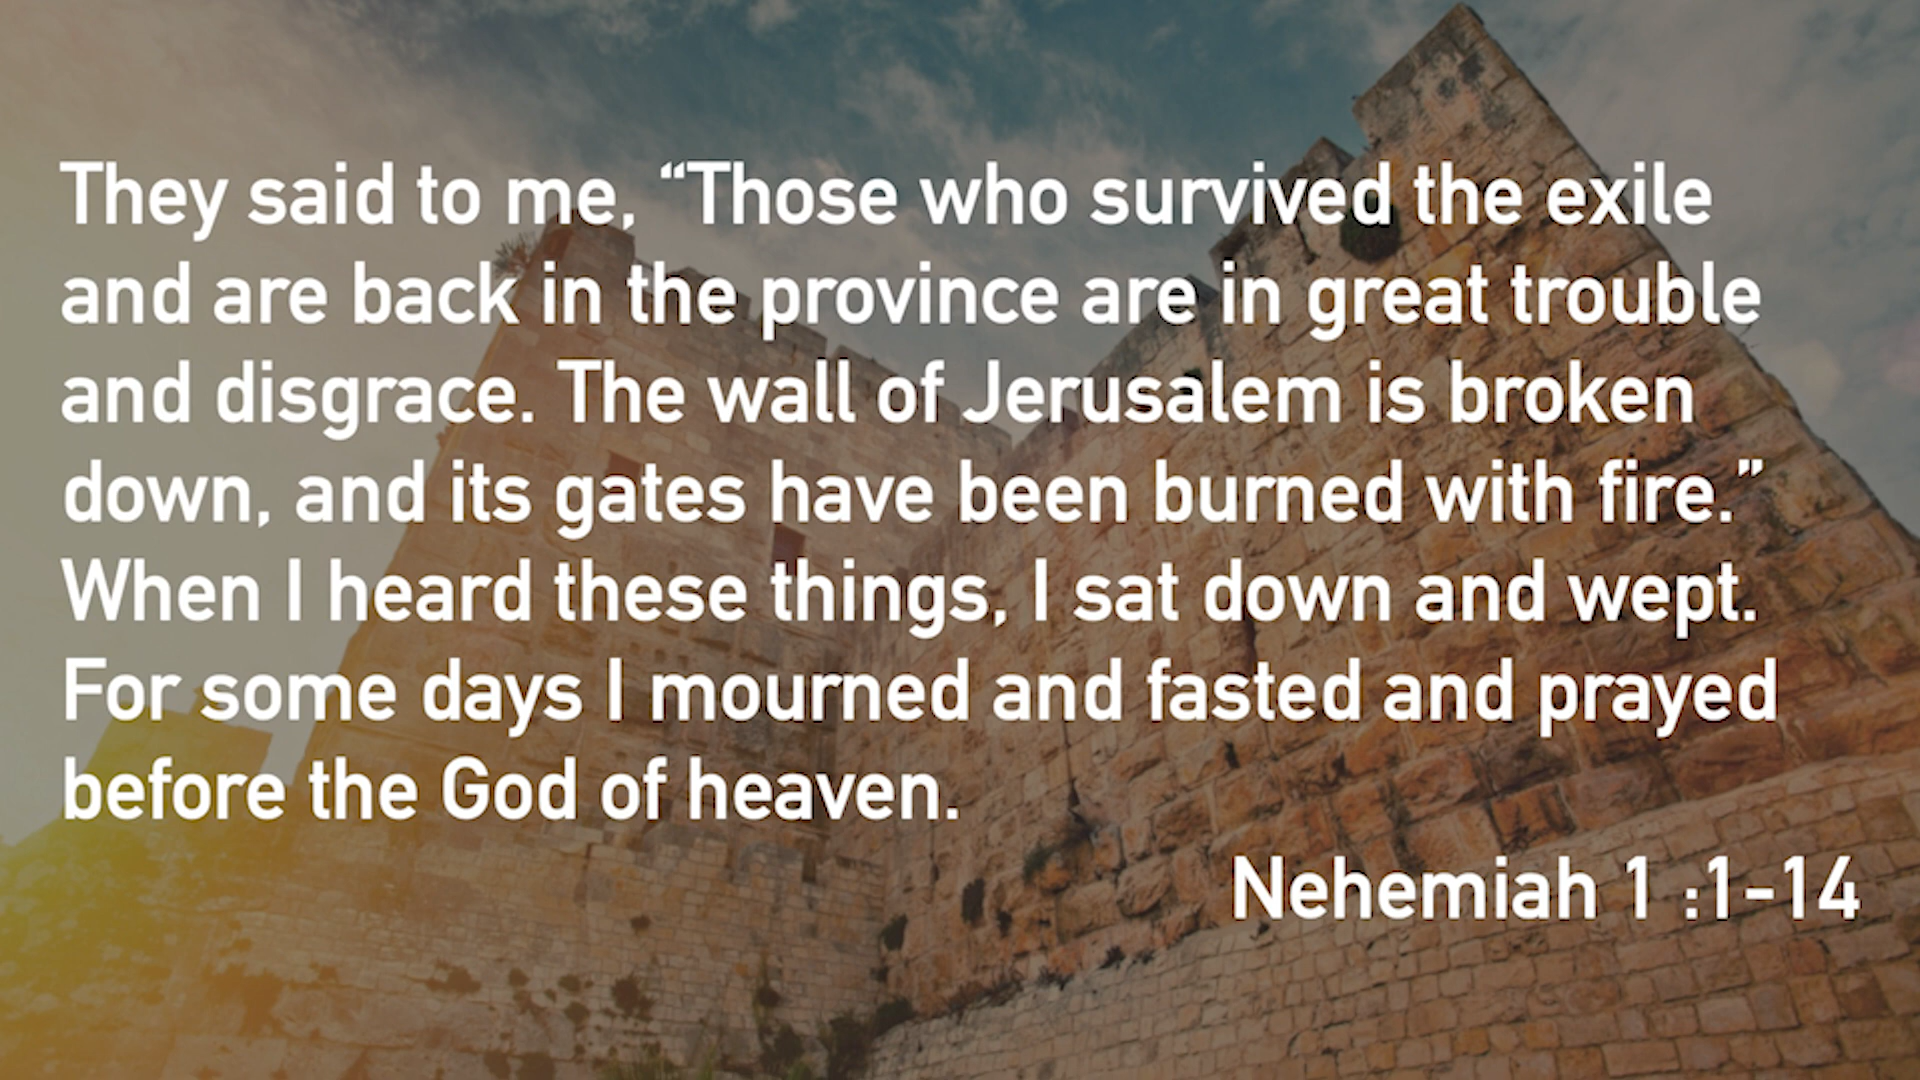 They said to me, “Those who survived the exile
and are back in the province are in great trouble
and disgrace. The wall of Jerusalem is broken
down, and its gates have been burned with fire.”
When I heard these things, I sat down and wept.
For some days I mourned and fasted and prayed
before the God of heaven.
Nehemiah 1 :1-14